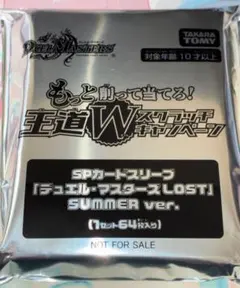 DUEL MASTERS
TAKARA TOMY
対象年齢 10才以上
もっと削って当てる!
王道Wスクラッチキャンペーン
SPカードスリーブ
「デュエル・マスターズ LOST」
SUMMER ver.
(1セット64枚入り)
NOT FOR SALE